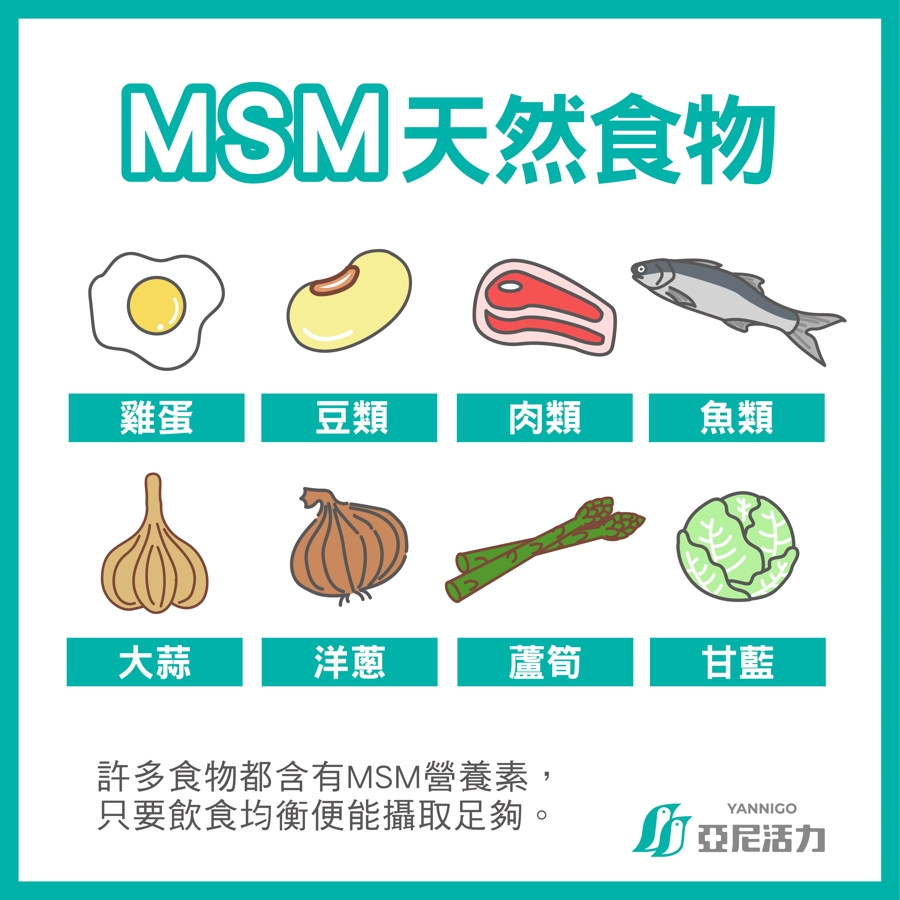 MSM天然食物
雞蛋
豆類
肉類
魚類
大蒜
洋蔥
蘆筍
甘藍
許多食物都含有MSM營養素，
只要飲食均衡便能攝取足夠。
YANNIGO
亞尼活力